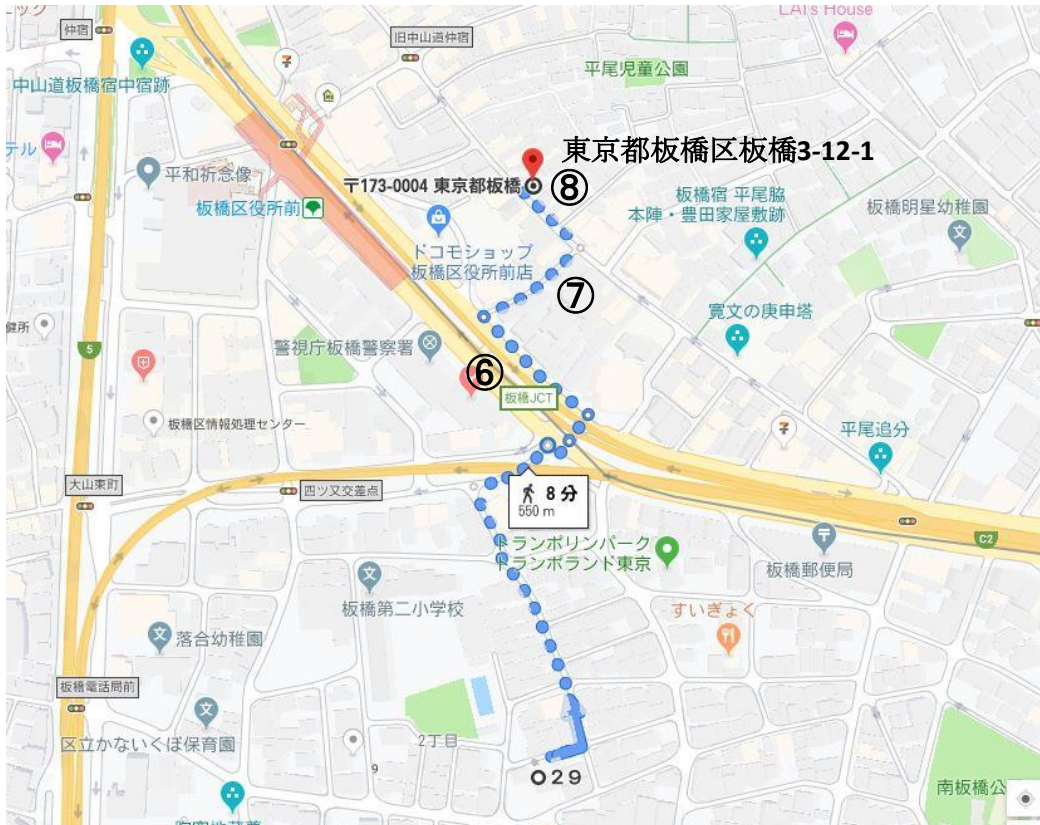 LAI's House
仲宿
旧中山道仲宿
平尾児童公園
中山道板橋宿中宿跡
東京都板橋区板橋3-12-1
テル
平和祈念像
〒173-0004 東京都板橋
⑧
板橋宿 平尾脇
本陣・豊田家屋敷跡
板橋明星幼稚園
板橋区役所前
ドコモショップ
板橋区役所前店
⑦
寛文の庚申塔
健所
5
警視庁板橋警察署
⑥
板橋JCT
板橋区情報処理センター
平尾追分
大山東町
四ツ又交差点
8 分
550 m
C2
トランポリンパーク
トランポランド東京
板橋郵便局
板橋第二小学校
すいぎょく
落合幼稚園
板橋電話局前
区立かないくぼ保育園
2丁目
9
29
南板橋公